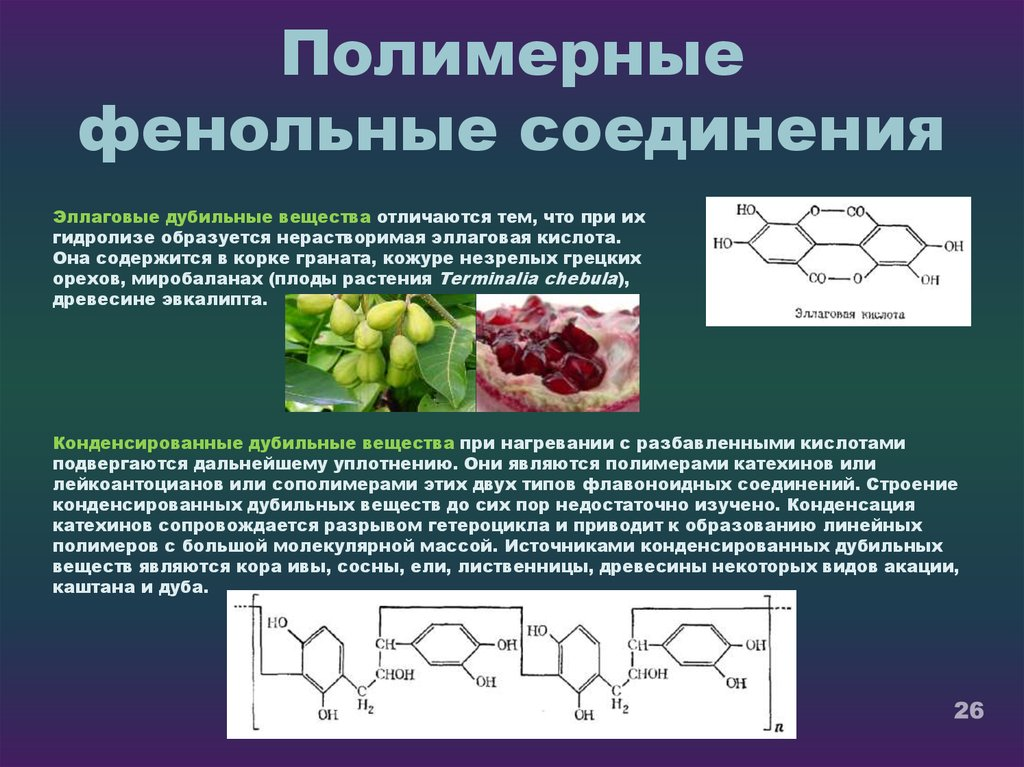 Полимерные
фенольные соединения
Эллаговые дубильные вещества отличаются тем, что при их
гидролизе образуется нерастворимая эллаговая кислота.
Она содержится в корке граната, кожуре незрелых грецких
орехов, миробаланах (плоды растения Terminalia chebula),
древесине эвкалипта.
HO O—CO
HO OH
CO—O OH
Эллаговая кислота
Конденсированные дубильные вещества при нагревании с разбавленными кислотами
подвергаются дальнейшему уплотнению. Они являются полимерами катехинов или
лейкоантоцианов или сополимерами этих двух типов флавоноидных соединений. Строение
конденсированных дубильных веществ до сих пор недостаточно изучено. Конденсация
катехинов сопровождается разрывом гетероцикла и приводит к образованию линейных
полимеров с большой молекулярной массой. Источниками конденсированных дубильных
веществ являются кора ивы, сосны, ели, лиственницы, древесины некоторых видов акации,
каштана и дуба.
HO HO
CH OH CH OH
CHOH OH CHOH OH
C C
OH H2 OH H2
n
26